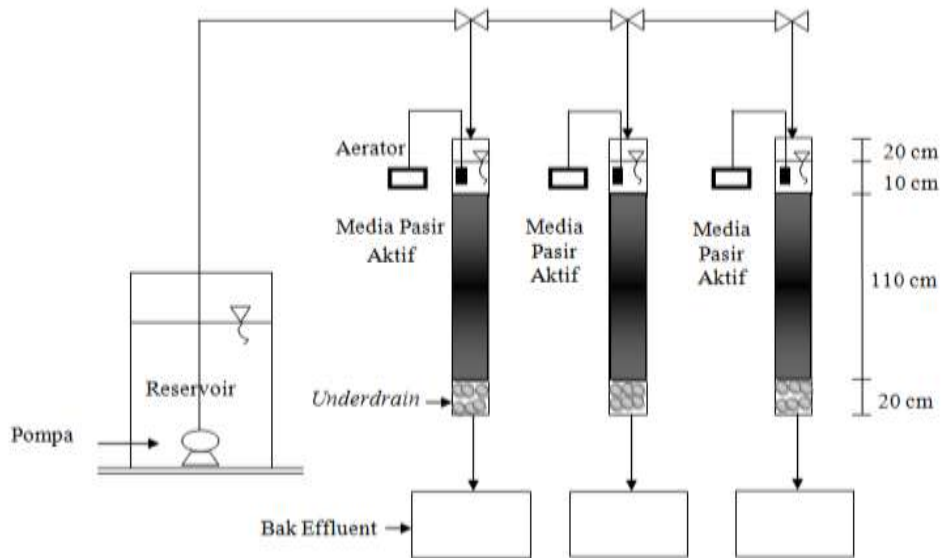 Aerator
20 cm
10 cm
Media Pasir
Aktif
Media
Pasir
Aktif
Media
Pasir
Aktif
110 cm
Reservoir
Underdrain
20 cm
Pompa
Bak Effluent